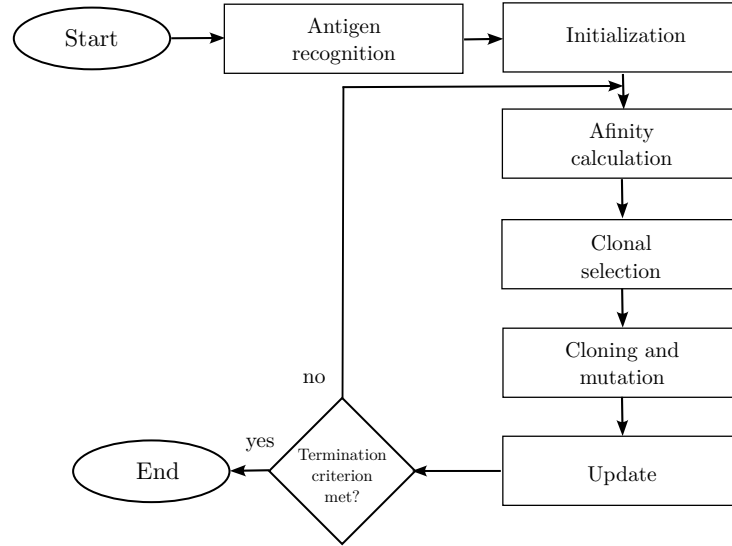 Start
Antigen
recognition
Initialization
Afinity
calculation
Clonal
selection
Cloning and
mutation
Update
Termination
criterion
met?
no
yes
End